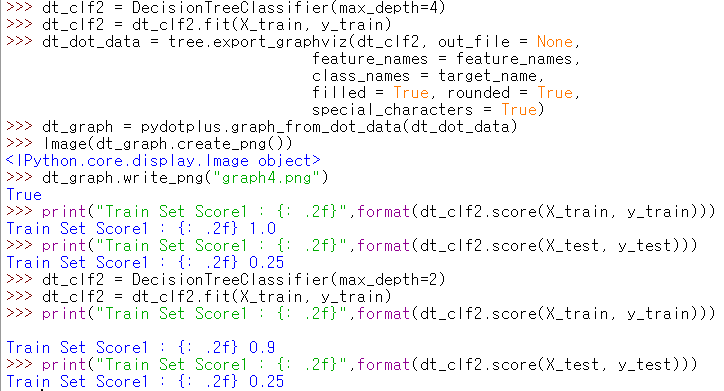 >>> dt_clf2 = DecisionTreeClassifier(max_depth=4)
>>> dt_clf2 = dt_clf2.fit(X_train, y_train)
>>> dt_dot_data = tree.export_graphviz(dt_clf2, out_file = None,
feature_names = feature_names,
class_names = target_name,
filled = True, rounded = True,
special_characters = True)
>>> dt_graph = pydotplus.graph_from_dot_data(dt_dot_data)
>>> Image(dt_graph.create_png())
<IPython.core.display.Image object>
>>> dt_graph.write_png("graph4.png")
True
>>> print("Train Set Score1 : {: .2f}",format(dt_clf2.score(X_train, y_train)))
Train Set Score1 : {: .2f} 1.0
>>> print("Train Set Score1 : {: .2f}",format(dt_clf2.score(X_test, y_test)))
Train Set Score1 : {: .2f} 0.25
>>> dt_clf2 = DecisionTreeClassifier(max_depth=2)
>>> dt_clf2 = dt_clf2.fit(X_train, y_train)
>>> print("Train Set Score1 : {: .2f}",format(dt_clf2.score(X_train, y_train)))
Train Set Score1 : {: .2f} 0.9
>>> print("Train Set Score1 : {: .2f}",format(dt_clf2.score(X_test, y_test)))
Train Set Score1 : {: .2f} 0.25